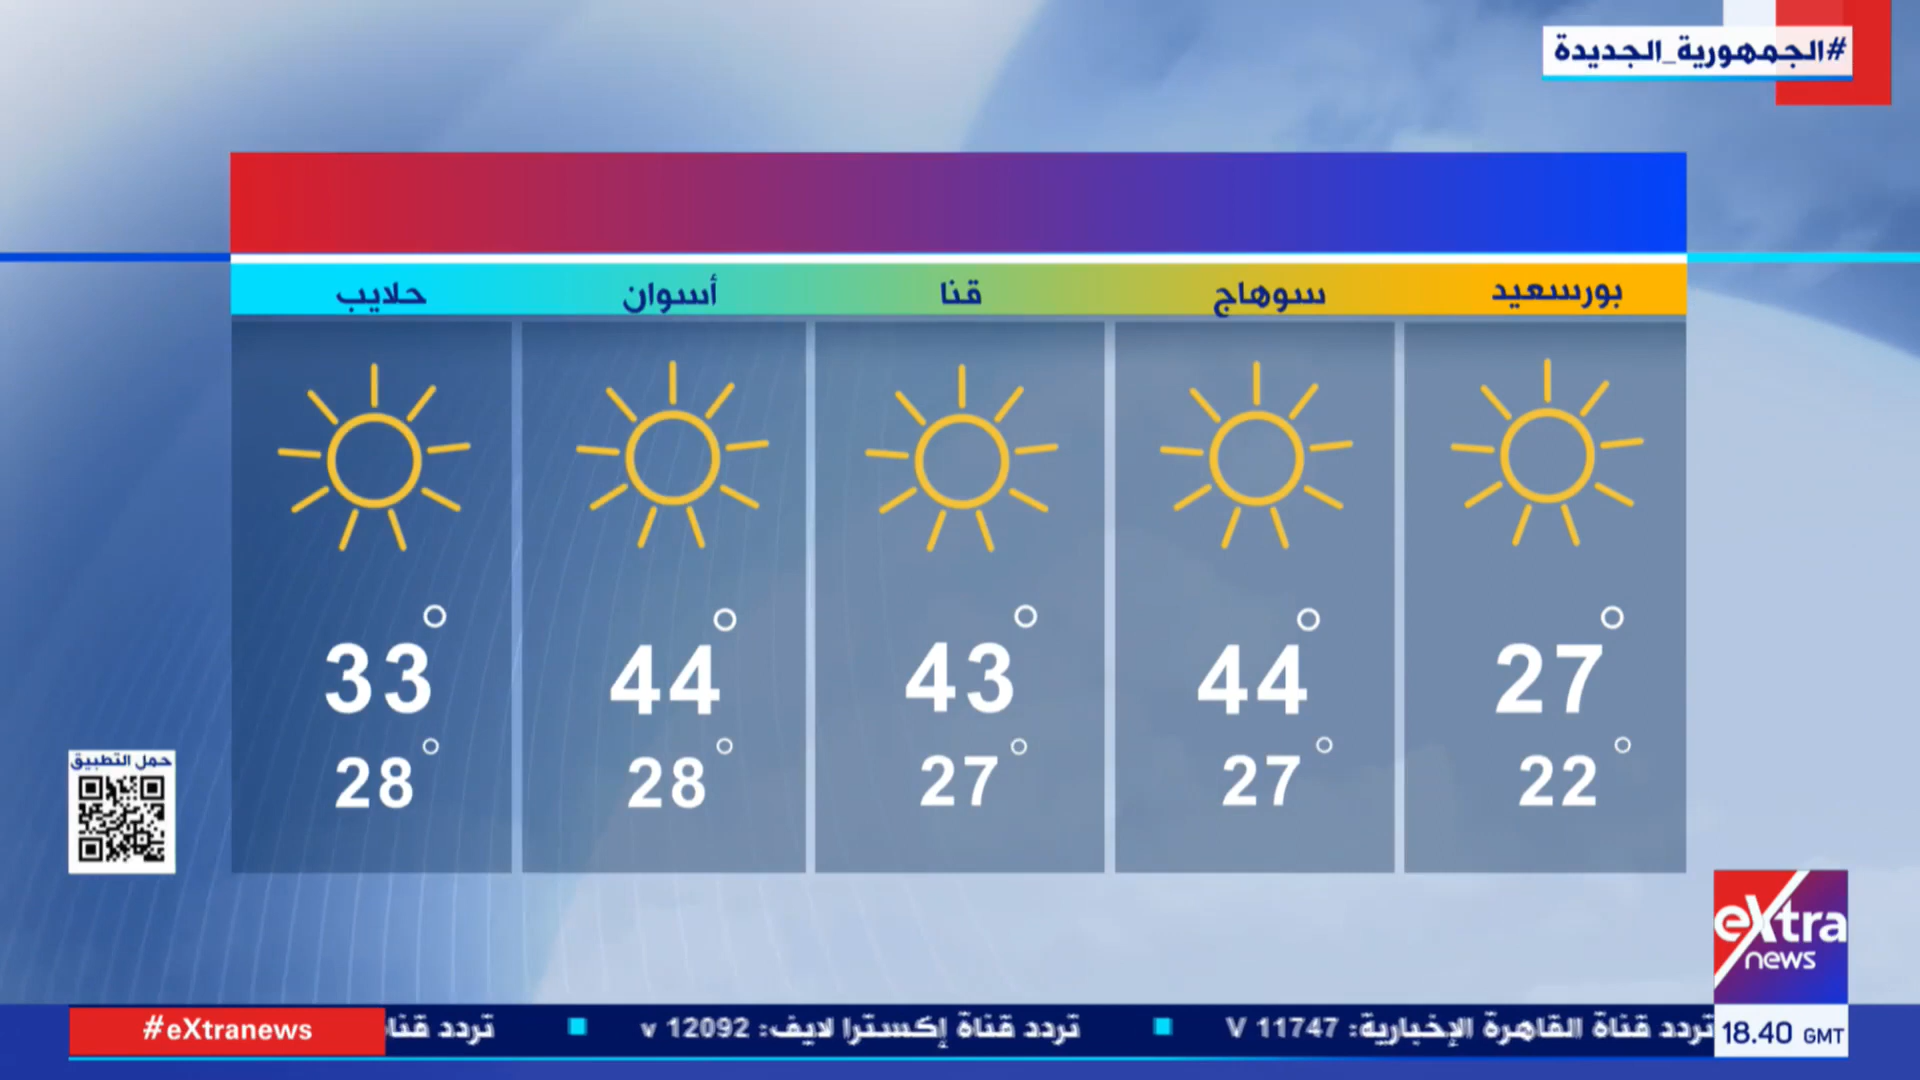 #الجمهورية_الجديدة
بورسعيد سوهاج قنا أسوان حلايب
27° 44° 43° 44° 33°
22° 27° 27° 28° 28°
حمل التطبيق
eXtra
news
تردد قناة القاهرة الإخبارية: V 11747 ■ تردد قناة إكسترا لايف: v 12092 ■ تردد قناة
#eXtranews
18.40 GMT